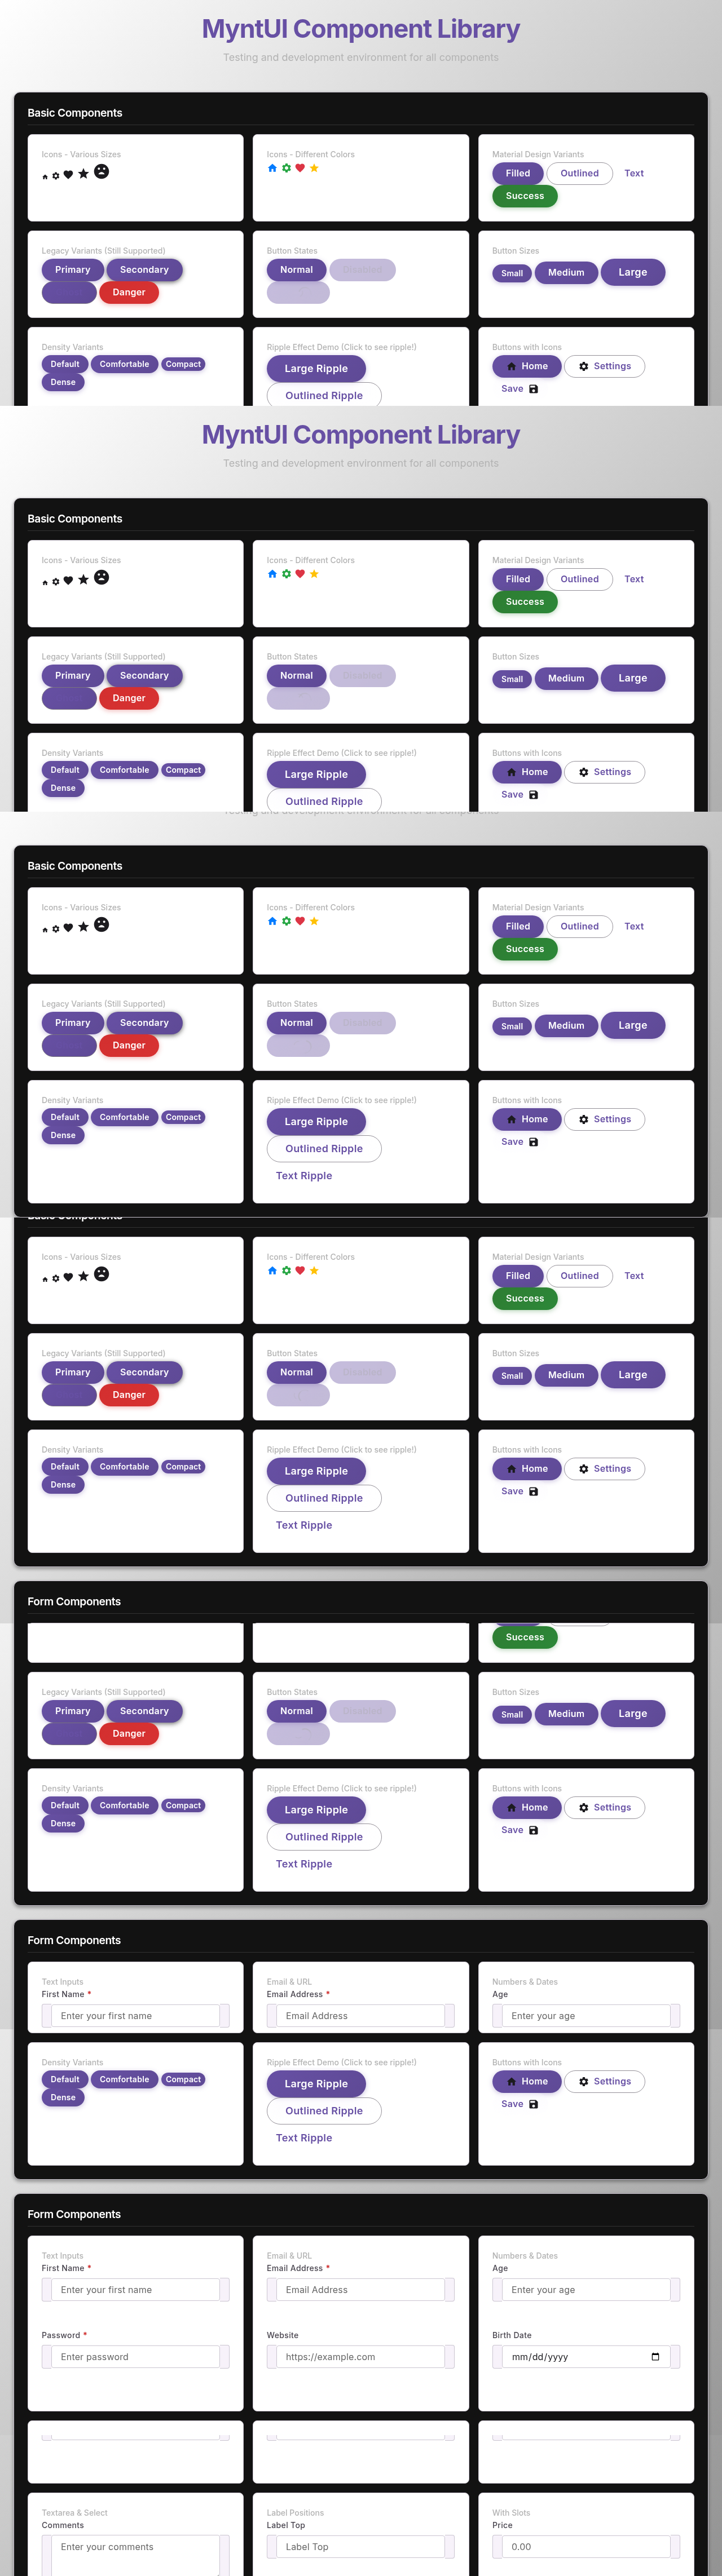 MyntUI Component Library
Testing and development environment for all components
Basic Components
Icons - Various Sizes
Icons - Different Colors
Material Design Variants
Filled
Outlined
Text
Success
Legacy Variants (Still Supported)
Button States
Button Sizes
Primary
Secondary
Normal
Disabled
Small
Medium
Large
Danger
Density Variants
Ripple Effect Demo (Click to see ripple!)
Buttons with Icons
Default
Comfortable
Compact
Large Ripple
Home
Settings
Dense
Outlined Ripple
Save
MyntUI Component Library
Testing and development environment for all components
Basic Components
Icons - Various Sizes
Icons - Different Colors
Material Design Variants
Filled
Outlined
Text
Success
Legacy Variants (Still Supported)
Button States
Button Sizes
Primary
Secondary
Normal
Disabled
Small
Medium
Large
Danger
Density Variants
Ripple Effect Demo (Click to see ripple!)
Buttons with Icons
Default
Comfortable
Compact
Large Ripple
Home
Settings
Dense
Outlined Ripple
Save
Testing and development environment for all components
Basic Components
Icons - Various Sizes
Icons - Different Colors
Material Design Variants
Filled
Outlined
Text
Success
Legacy Variants (Still Supported)
Button States
Button Sizes
Primary
Secondary
Normal
Disabled
Small
Medium
Large
Danger
Density Variants
Ripple Effect Demo (Click to see ripple!)
Buttons with Icons
Default
Comfortable
Compact
Large Ripple
Home
Settings
Dense
Outlined Ripple
Save
Text Ripple
Basic Components
Icons - Various Sizes
Icons - Different Colors
Material Design Variants
Filled
Outlined
Text
Success
Legacy Variants (Still Supported)
Button States
Button Sizes
Primary
Secondary
Normal
Disabled
Small
Medium
Large
Danger
Density Variants
Ripple Effect Demo (Click to see ripple!)
Buttons with Icons
Default
Comfortable
Compact
Large Ripple
Home
Settings
Dense
Outlined Ripple
Save
Text Ripple
Form Components
Success
Legacy Variants (Still Supported)
Button States
Button Sizes
Primary
Secondary
Normal
Disabled
Small
Medium
Large
Danger
Density Variants
Ripple Effect Demo (Click to see ripple!)
Buttons with Icons
Default
Comfortable
Compact
Large Ripple
Home
Settings
Dense
Outlined Ripple
Save
Text Ripple
Form Components
Text Inputs
Email & URL
Numbers & Dates
First Name *
Email Address *
Age
Enter your first name
Email Address
Enter your age
Density Variants
Ripple Effect Demo (Click to see ripple!)
Buttons with Icons
Default
Comfortable
Compact
Large Ripple
Home
Settings
Dense
Outlined Ripple
Save
Text Ripple
Form Components
Text Inputs
Email & URL
Numbers & Dates
First Name *
Email Address *
Age
Enter your first name
Email Address
Enter your age
Password *
Website
Birth Date
Enter password
https://example.com
mm/dd/yyyy
Textarea & Select
Label Positions
With Slots
Comments
Label Top
Price
Enter your comments
Label Top
0.00